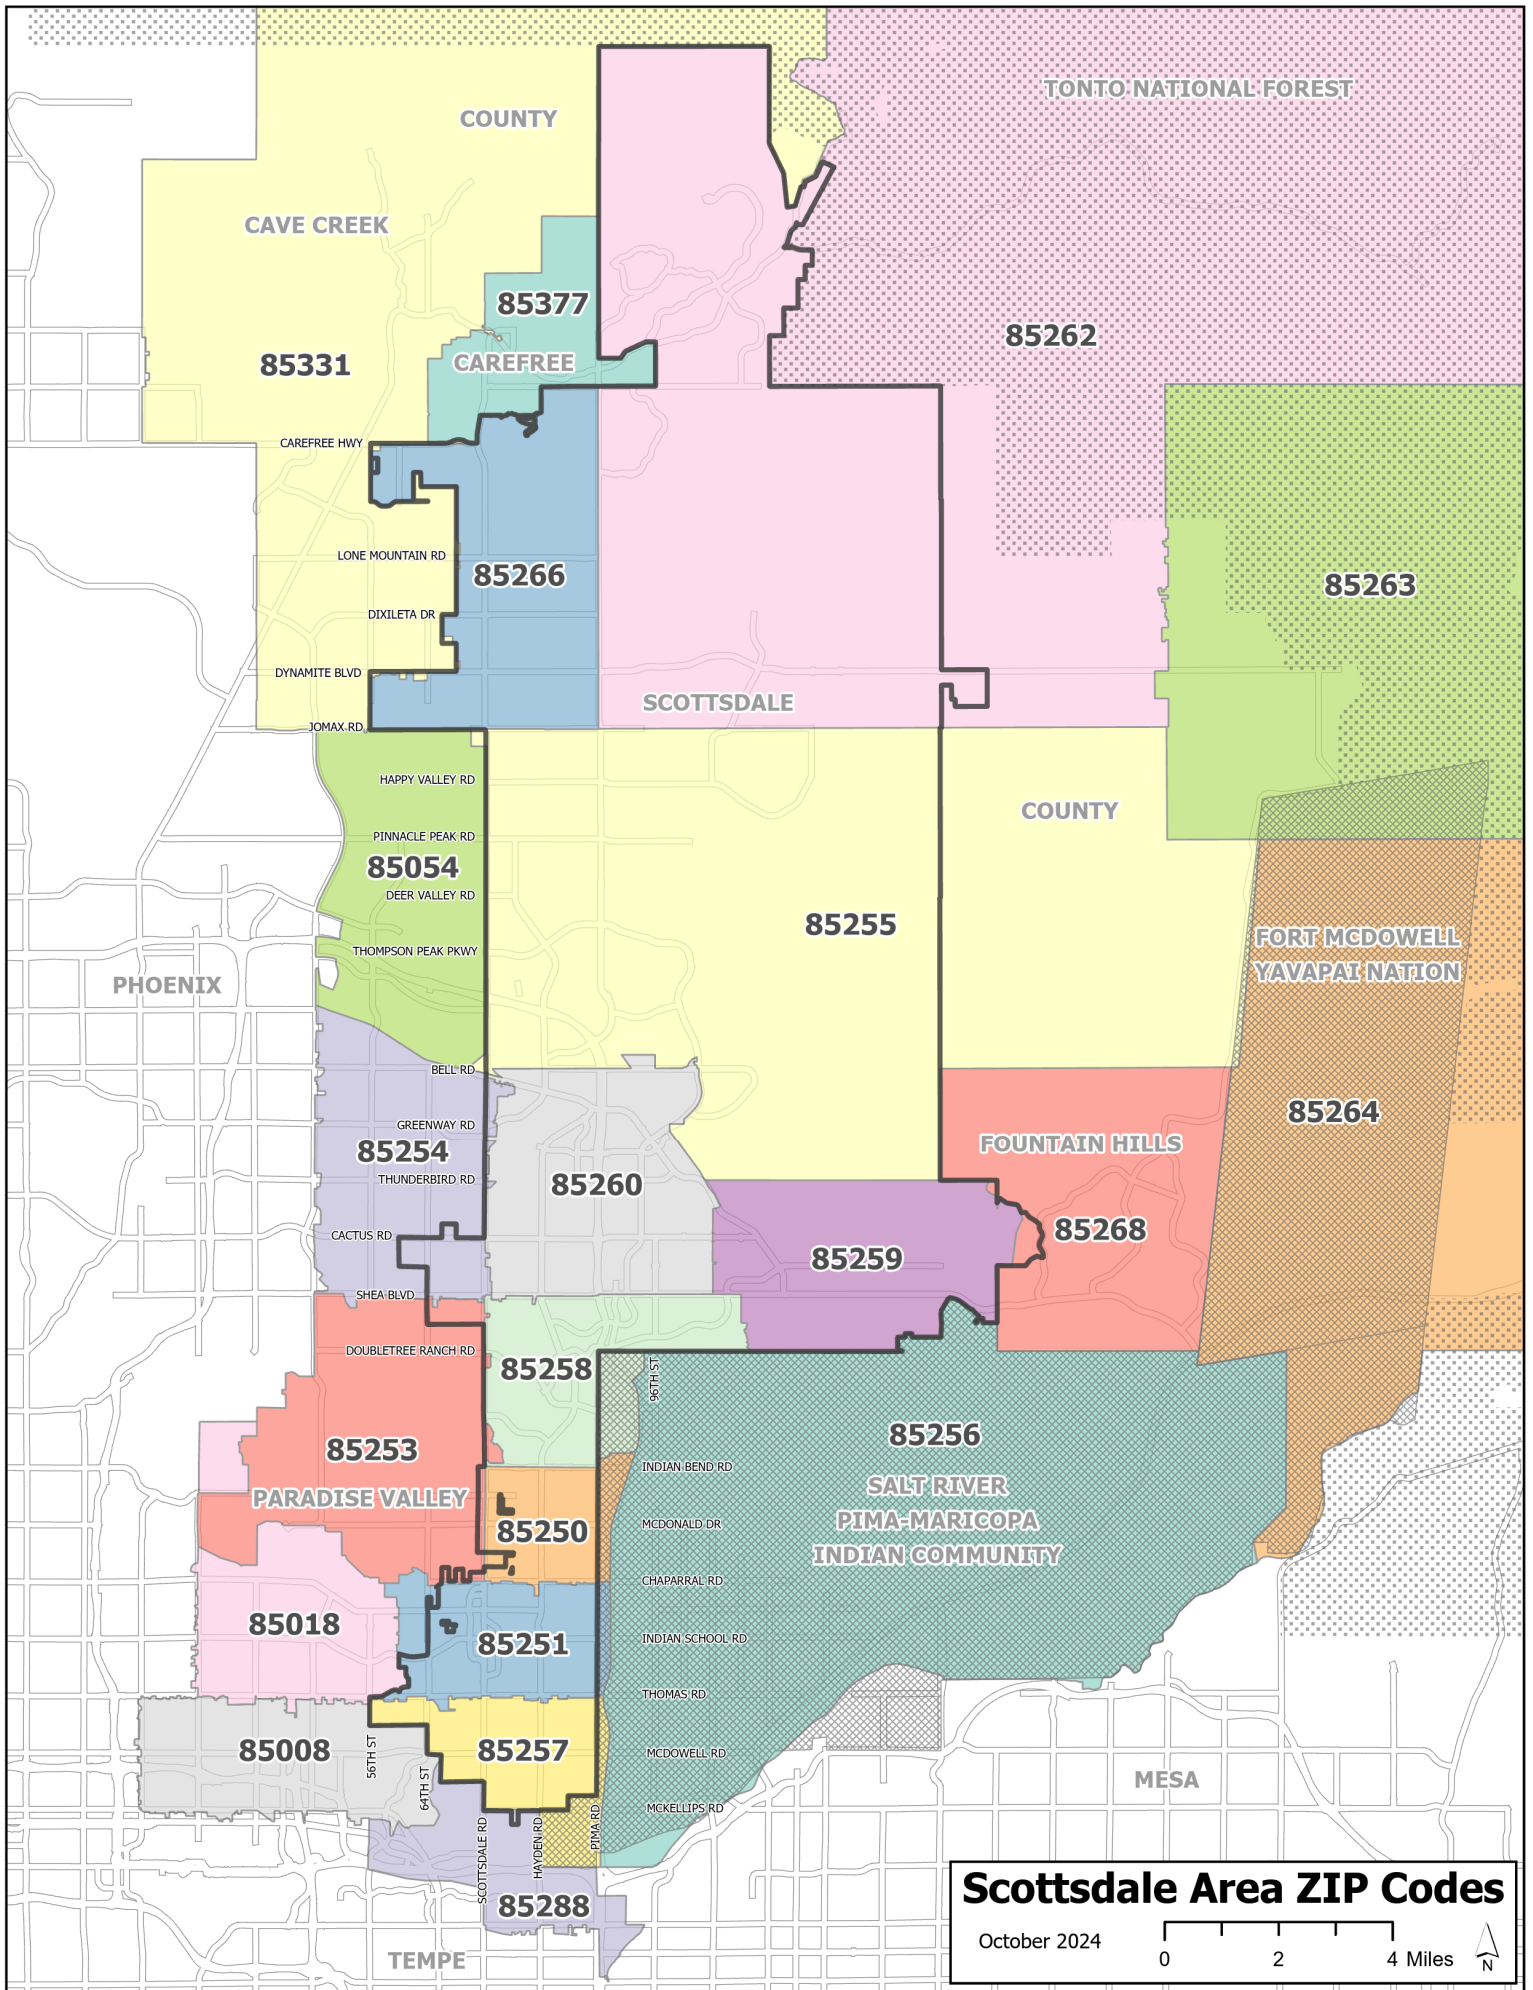 TONTO NATIONAL FOREST
COUNTY
CAVE CREEK
85377
85262
CAREFREE
85331
CAREFREE HWY
LONE MOUNTAIN RD
85266
85263
DIXILETA DR
DYNAMITE BLVD
SCOTTSDALE
JOMAX RD
HAPPY VALLEY RD
COUNTY
PINNACLE PEAK RD
85054
DEER VALLEY RD
85255
FORT MCDOWELL
YAVAPAI NATION
THOMPSON PEAK PKWY
PHOENIX
BELL RD
85264
GREENWAY RD
FOUNTAIN HILLS
85254
THUNDERBIRD RD
85260
CACTUS RD
85268
85259
SHEA BLVD
DOUBLETREE RANCH RD
85258
96TH ST
85256
85253
INDIAN BEND RD
SALT RIVER
PIMA-MARICOPA
INDIAN COMMUNITY
PARADISE VALLEY
MCDONALD DR
85250
CHAPARRAL RD
85018
INDIAN SCHOOL RD
85251
THOMAS RD
85008
56TH ST
85257
MCDOWELL RD
64TH ST
MESA
MCKELLIPS RD
SCOTTSDALE RD
HAYDEN RD
PIMA RD
85288
TEMPE
Scottsdale Area ZIP Codes
October 2024
0 2 4 Miles
N